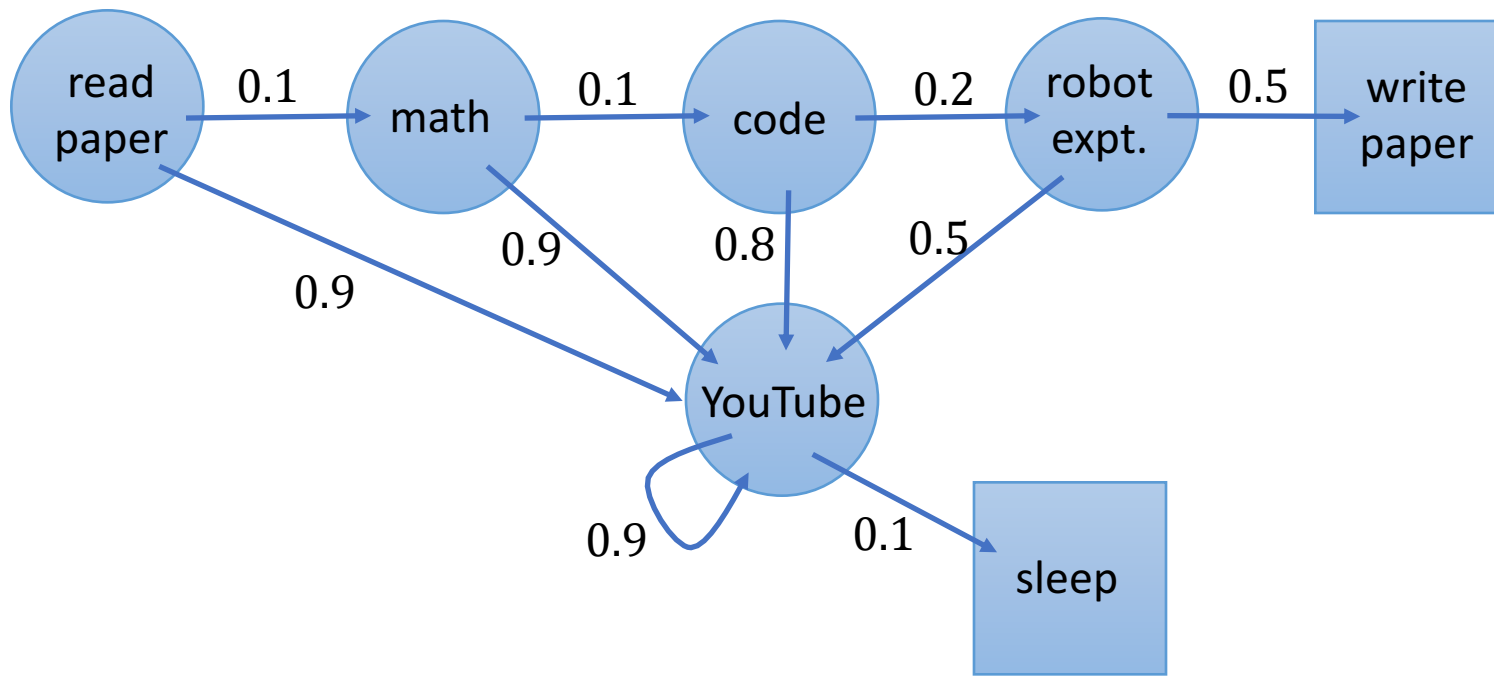 read
paper
0.1
math
0.1
code
0.2
robot
expt.
0.5
write
paper
0.9
0.9
0.8
0.5
YouTube
0.9
0.1
sleep